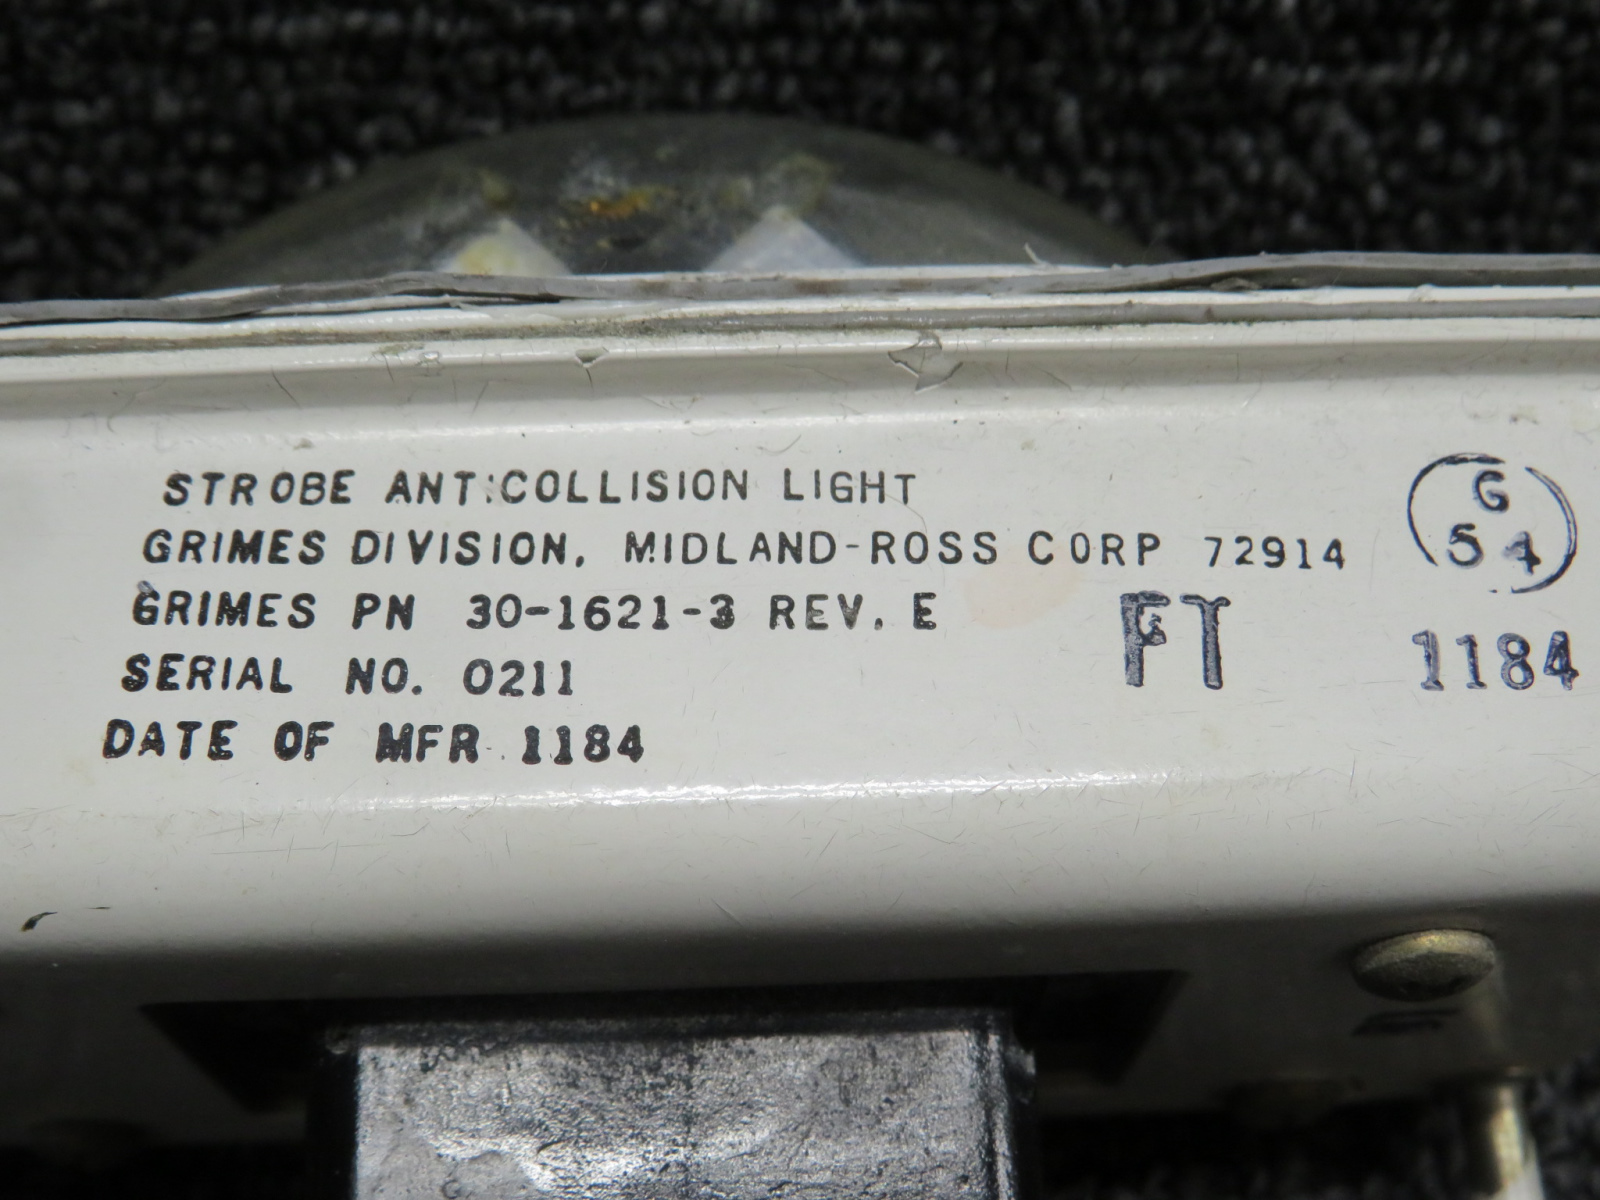 STROBE ANTICOLLISION LIGHT
GRIMES DIVISION, MIDLAND-ROSS CORP 72914
GRIMES PN 30-1621-3 REV. E
SERIAL NO. 0211
DATE OF MFR 1184
G
54
FT
1184